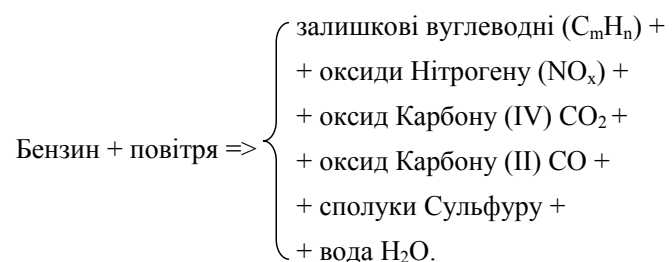 залишкові вуглеводні (CₘHₙ) +
+ оксиди Нітрогену (NOₓ) +
+ оксид Карбону (IV) CO₂ +
Бензин + повітря =>
+ оксид Карбону (II) CO +
+ сполуки Сульфуру +
+ вода H₂O.